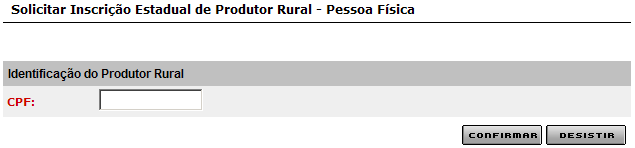 Solicitar Inscrição Estadual de Produtor Rural - Pessoa Física
Identificação do Produtor Rural
CPF:
CONFIRMAR DESISTIR